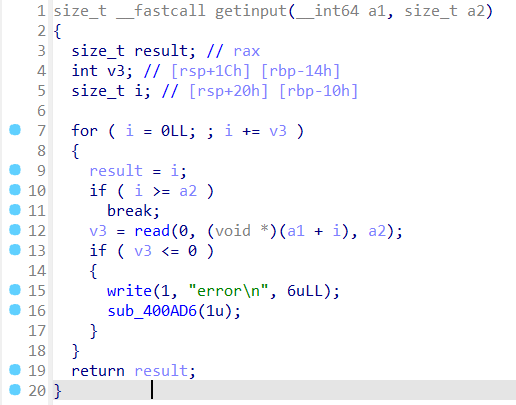 1 size_t __fastcall getinput(__int64 a1, size_t a2)
2 {
3 size_t result; // rax
4 int v3; // [rsp+1Ch] [rbp-14h]
5 size_t i; // [rsp+20h] [rbp-10h]
6
7 for ( i = 0LL; ; i += v3 )
8 {
9 result = i;
10 if ( i >= a2 )
11 break;
12 v3 = read(0, (void *)(a1 + i), a2);
13 if ( v3 <= 0 )
14 {
15 write(1, "error\n", 6uLL);
16 sub_400AD6(1u);
17 }
18 }
19 return result;
20 }